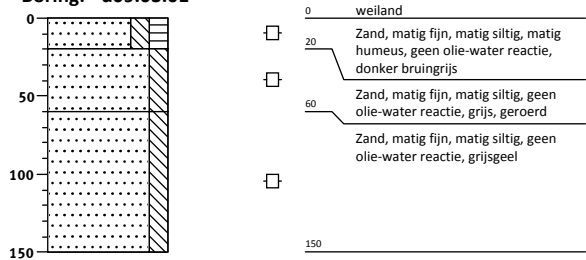 0
50
100
150
0 weiland
20
Zand, matig fijn, matig siltig, matig
humeus, geen olie-water reactie,
donker bruingrijs
60
Zand, matig fijn, matig siltig, geen
olie-water reactie, grijs, geroerd
Zand, matig fijn, matig siltig, geen
olie-water reactie, grijsgeel
150